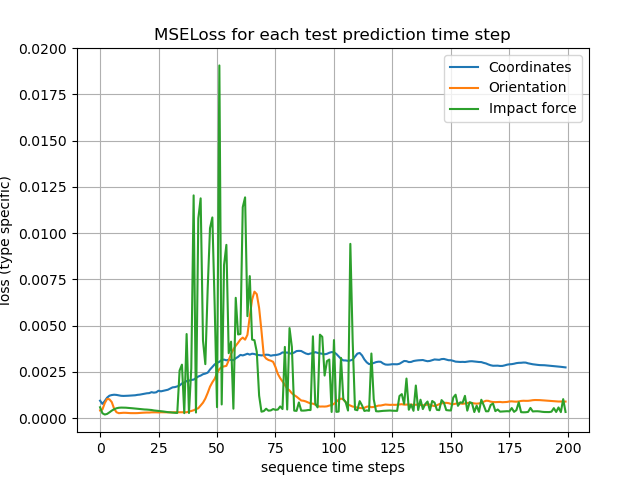 MSELoss for each test prediction time step
Coordinates
Orientation
Impact force
loss (type specific)
0.0200
0.0175
0.0150
0.0125
0.0100
0.0075
0.0050
0.0025
0.0000
0 25 50 75 100 125 150 175 200
sequence time steps